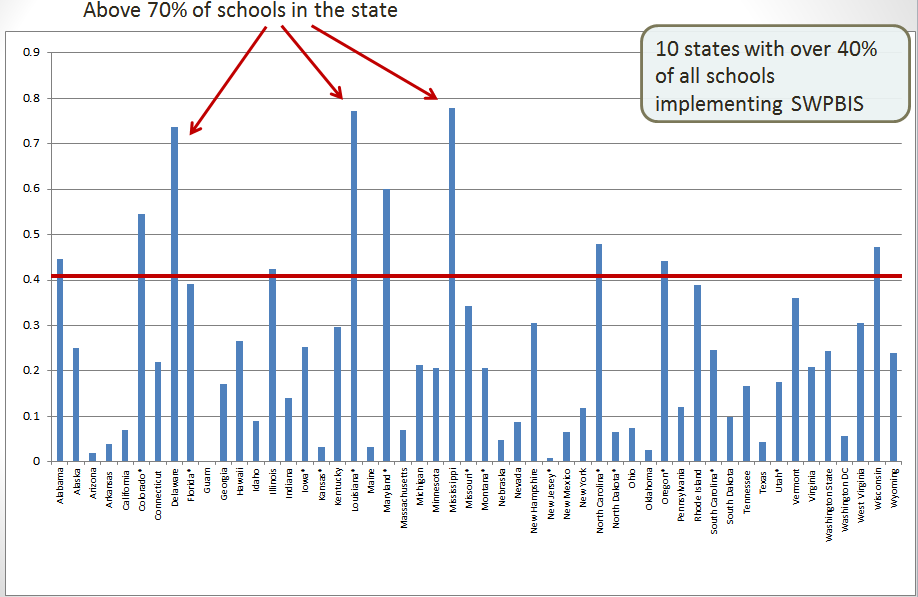 Above 70% of schools in the state
10 states with over 40%
of all schools
implementing SWPBIS
0.9
0.8
0.7
0.6
0.5
0.4
0.3
0.2
0.1
0
Alabama
Alaska
Arizona
Arkansas
California
Colorado*
Connecticut
Delaware
Florida*
Guam
Georgia
Hawaii
Idaho
Illinois
Indiana
Iowa*
Kansas*
Kentucky
Louisiana*
Maine
Maryland*
Massachusetts
Michigan
Minnesota
Mississippi
Missouri*
Montana*
Nebraska
Nevada
New Hampshire
New Jersey*
New Mexico
New York
North Carolina*
North Dakota*
Ohio
Oklahoma
Oregon*
Pennsylvania
Rhode Island
South Carolina*
South Dakota
Tennessee
Texas
Utah*
Vermont
Virginia
Washington State
Washington DC
West Virginia
Wisconsin
Wyoming